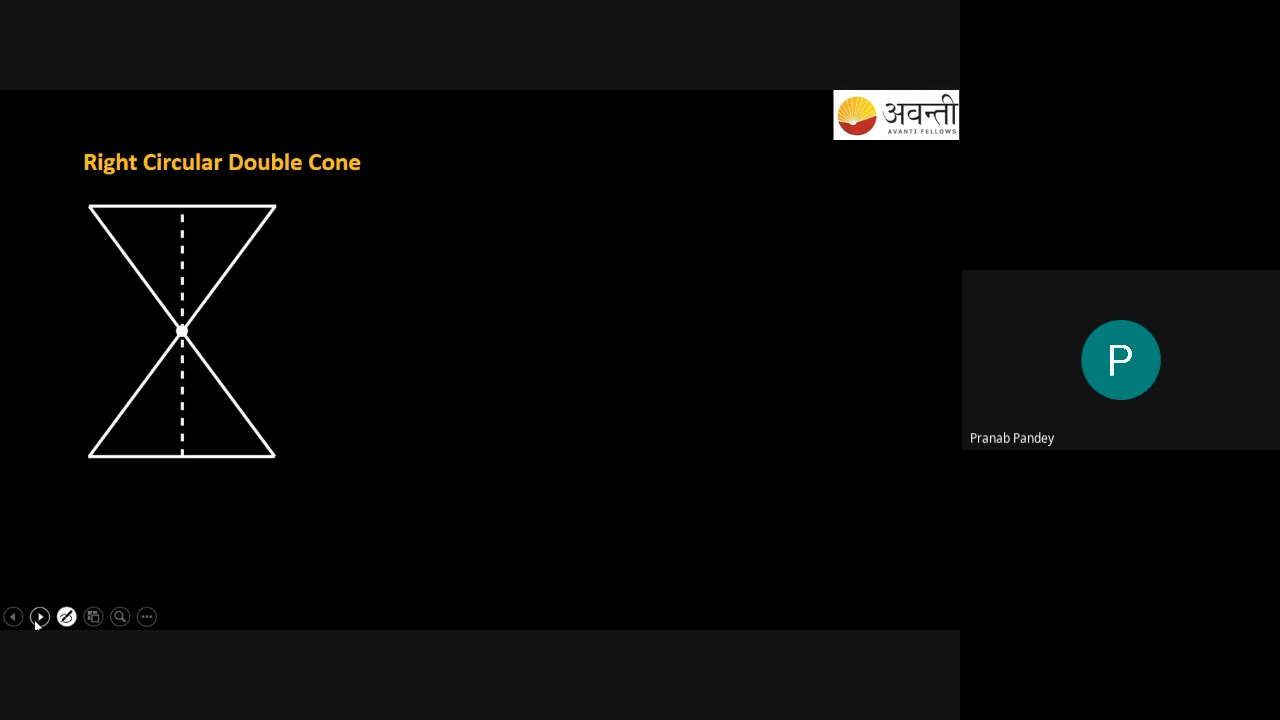 अवन्ती
AVANTI FELLOWS
Right Circular Double Cone
P
Pranab Pandey